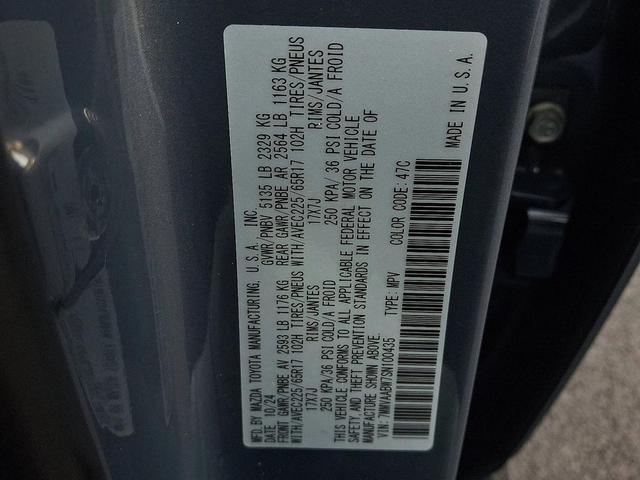 MFD.BY MAZDA TOYOTA MANUFACTURING, U.S.A. INC.
DATE 10/24 GVWR/PNBV 5135 LB 2329 KG
FRONT GAWR/PNBE AV 2593 LB 1176 KG REAR GAWR/PNBE AR 2564 LB 1163 KG
WITH/AVEC225/65R17 102H TIRES/PNEUS WITH/AVEC225/65R17 102H TIRES/PNEUS
17X7J RIMS/JANTES 17X7J RIMS/JANTES
250 KPA/36 PSI COLD/A FROID 250 KPA/ 36 PSI COLD/A FROID
THIS VEHICLE CONFORMS TO ALL APPLICABLE FEDERAL MOTOR VEHICLE
SAFETY, AND THEFT PREVENTION STANDARDS IN EFFECT ON THE DATE OF
MANUFACTURE SHOWN ABOVE.
VIN: TYPE: MPV COLOR CODE: 47C
MADE IN U.S.A.